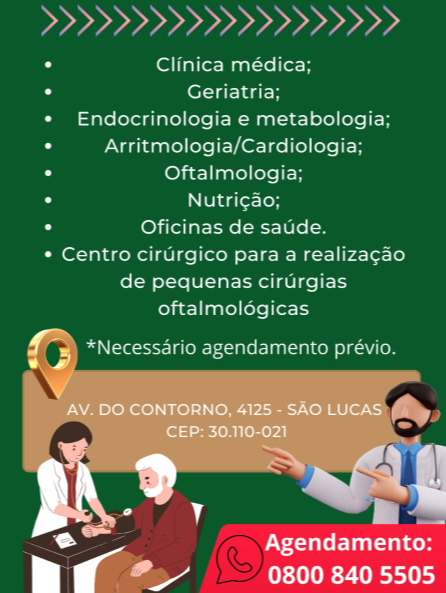 • Clínica médica;
• Geriatria;
• Endocrinologia e metabologia;
• Arritmologia/Cardiologia;
• Oftalmologia;
• Nutrição;
• Oficinas de saúde.
• Centro cirúrgico para a realização
de pequenas cirúrgias
oftalmológicas
*Necessário agendamento prévio.
AV. DO CONTORNO, 4125 - SÃO LUCAS
CEP: 30.110-021
Agendamento:
0800 840 5505